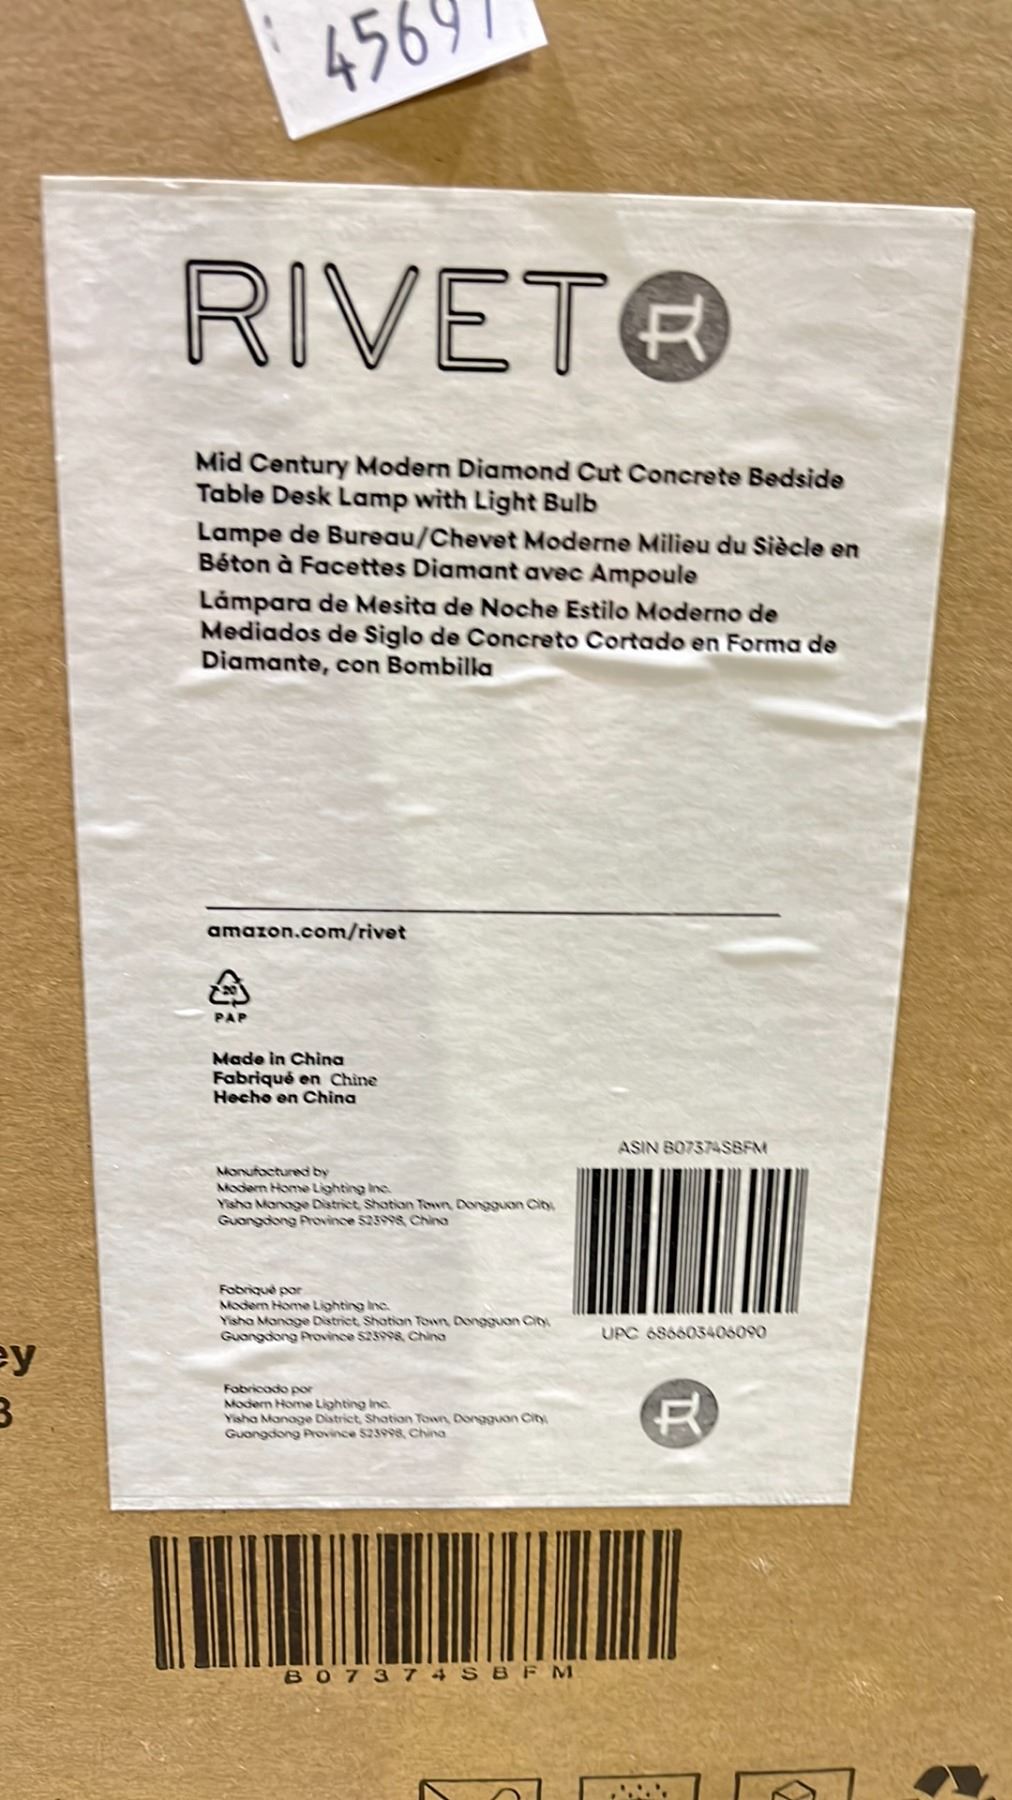 45697
RIVET
Mid Century Modern Diamond Cut Concrete Bedside
Table Desk Lamp with Light Bulb
Lampe de Bureau/Chevet Moderne Milieu du Siècle en
Béton à Facettes Diamant avec Ampoule
Lámpara de Mesita de Noche Estilo Moderno de
Mediados de Siglo de Concreto Cortado en Forma de
Diamante, con Bombilla
amazon.com/rivet
20
PAP
Made in China
Fabriqué en Chine
Hecho en China
ASIN B07374SBFM
Manufactured by
Modern Home Lighting Inc.
Yisha Manage District, Shatian Town, Dongguan City,
Guangdong Province 523998, China
Fabriqué par
Modern Home Lighting Inc.
Yisha Manage District, Shatian Town, Dongguan City,
Guangdong Province 523998, China
UPC 686603406090
Fabricado por
Modern Home Lighting Inc.
Yisha Manage District, Shatian Town, Dongguan City,
Guangdong Province 523998, China
ey
3
B07374SBFM